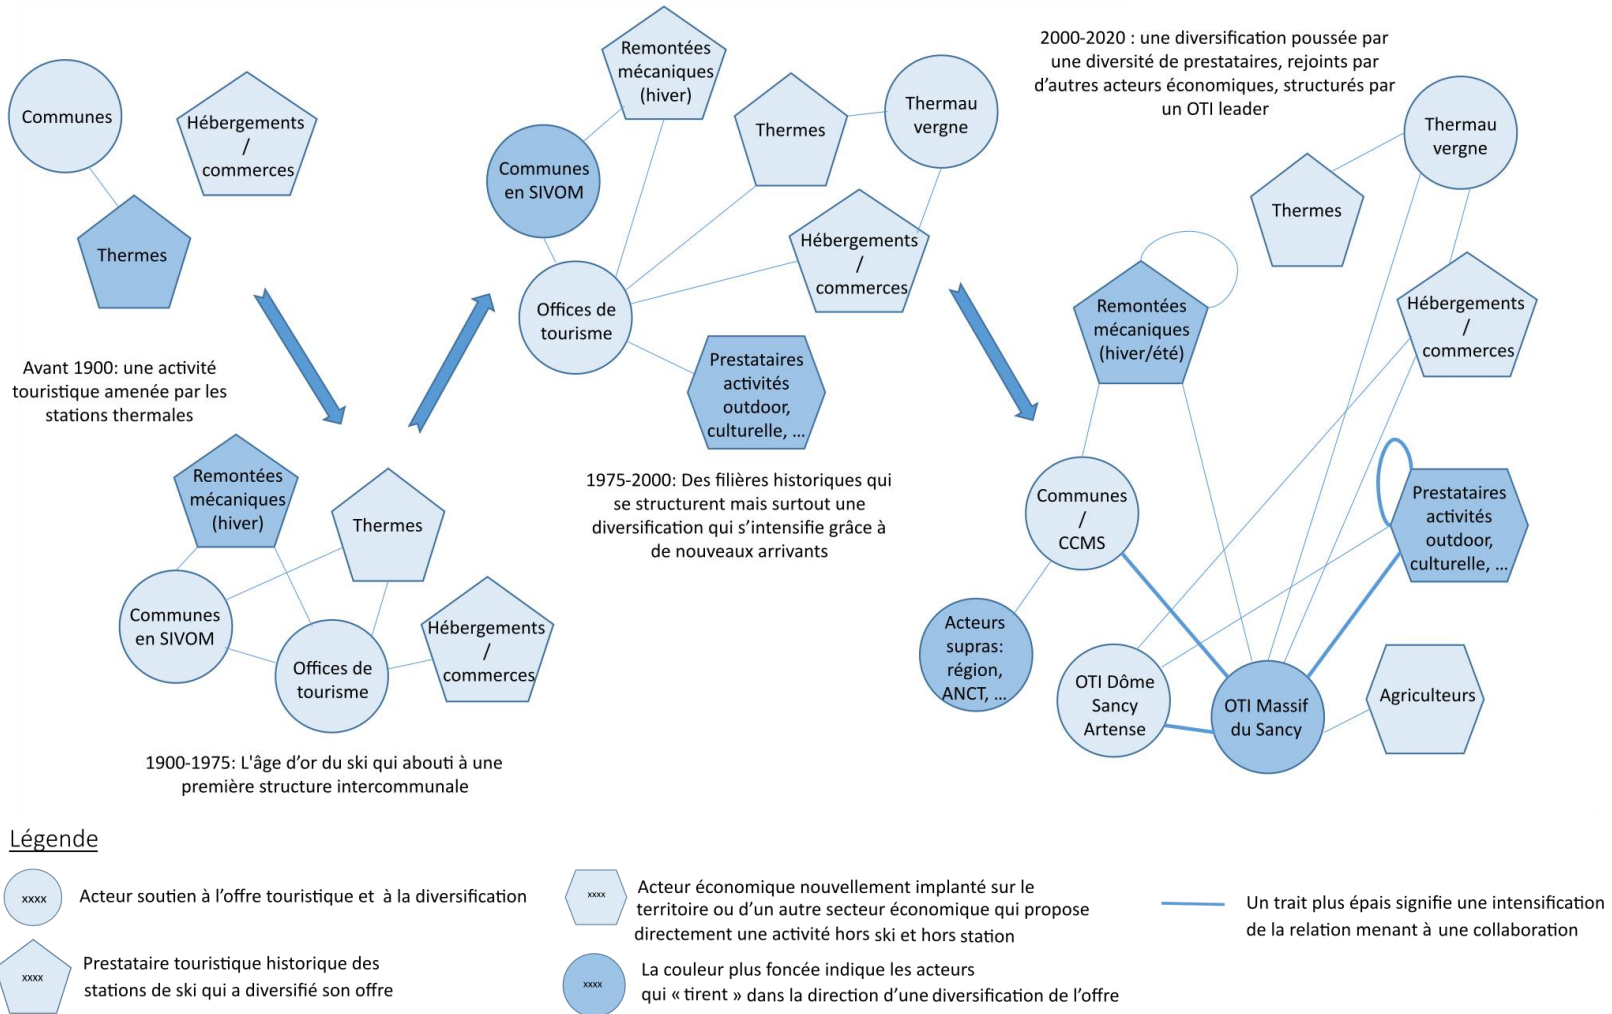 Communes
Hébergements
/
commerces
Thermes
Avant 1900: une activité
touristique amenée par les
stations thermales
Remontées
mécaniques
(hiver)
Thermes
Communes
en SIVOM
Offices de
tourisme
Hébergements
/
commerces
1900-1975: L'âge d'or du ski qui abouti à une
première structure intercommunale
Remontées
mécaniques
(hiver)
Thermes
Thermau
vergne
Communes
en SIVOM
Hébergements
/
commerces
Offices de
tourisme
Prestataires
activités
outdoor,
culturelle, ...
1975-2000: Des filières historiques qui
se structurent mais surtout une
diversification qui s'intensifie grâce à
de nouveaux arrivants
2000-2020 : une diversification poussée par
une diversité de prestataires, rejoints par
d'autres acteurs économiques, structurés par
un OTI leader
Thermau
vergne
Thermes
Remontées
mécaniques
(hiver/été)
Hébergements
/
commerces
Communes
/
CCMS
Prestataires
activités
outdoor,
culturelle, ...
Acteurs
supras:
région,
ANCT, ...
OTI Dôme
Sancy
Artense
OTI Massif
du Sancy
Agriculteurs
Légende
xxxx
Acteur soutien à l'offre touristique et à la diversification
xxxx
Prestataire touristique historique des
stations de ski qui a diversifié son offre
xxxx
Acteur économique nouvellement implanté sur le
territoire ou d'un autre secteur économique qui propose
directement une activité hors ski et hors station
xxxx
La couleur plus foncée indique les acteurs
qui « tirent » dans la direction d'une diversification de l'offre
Un trait plus épais signifie une intensification
de la relation menant à une collaboration